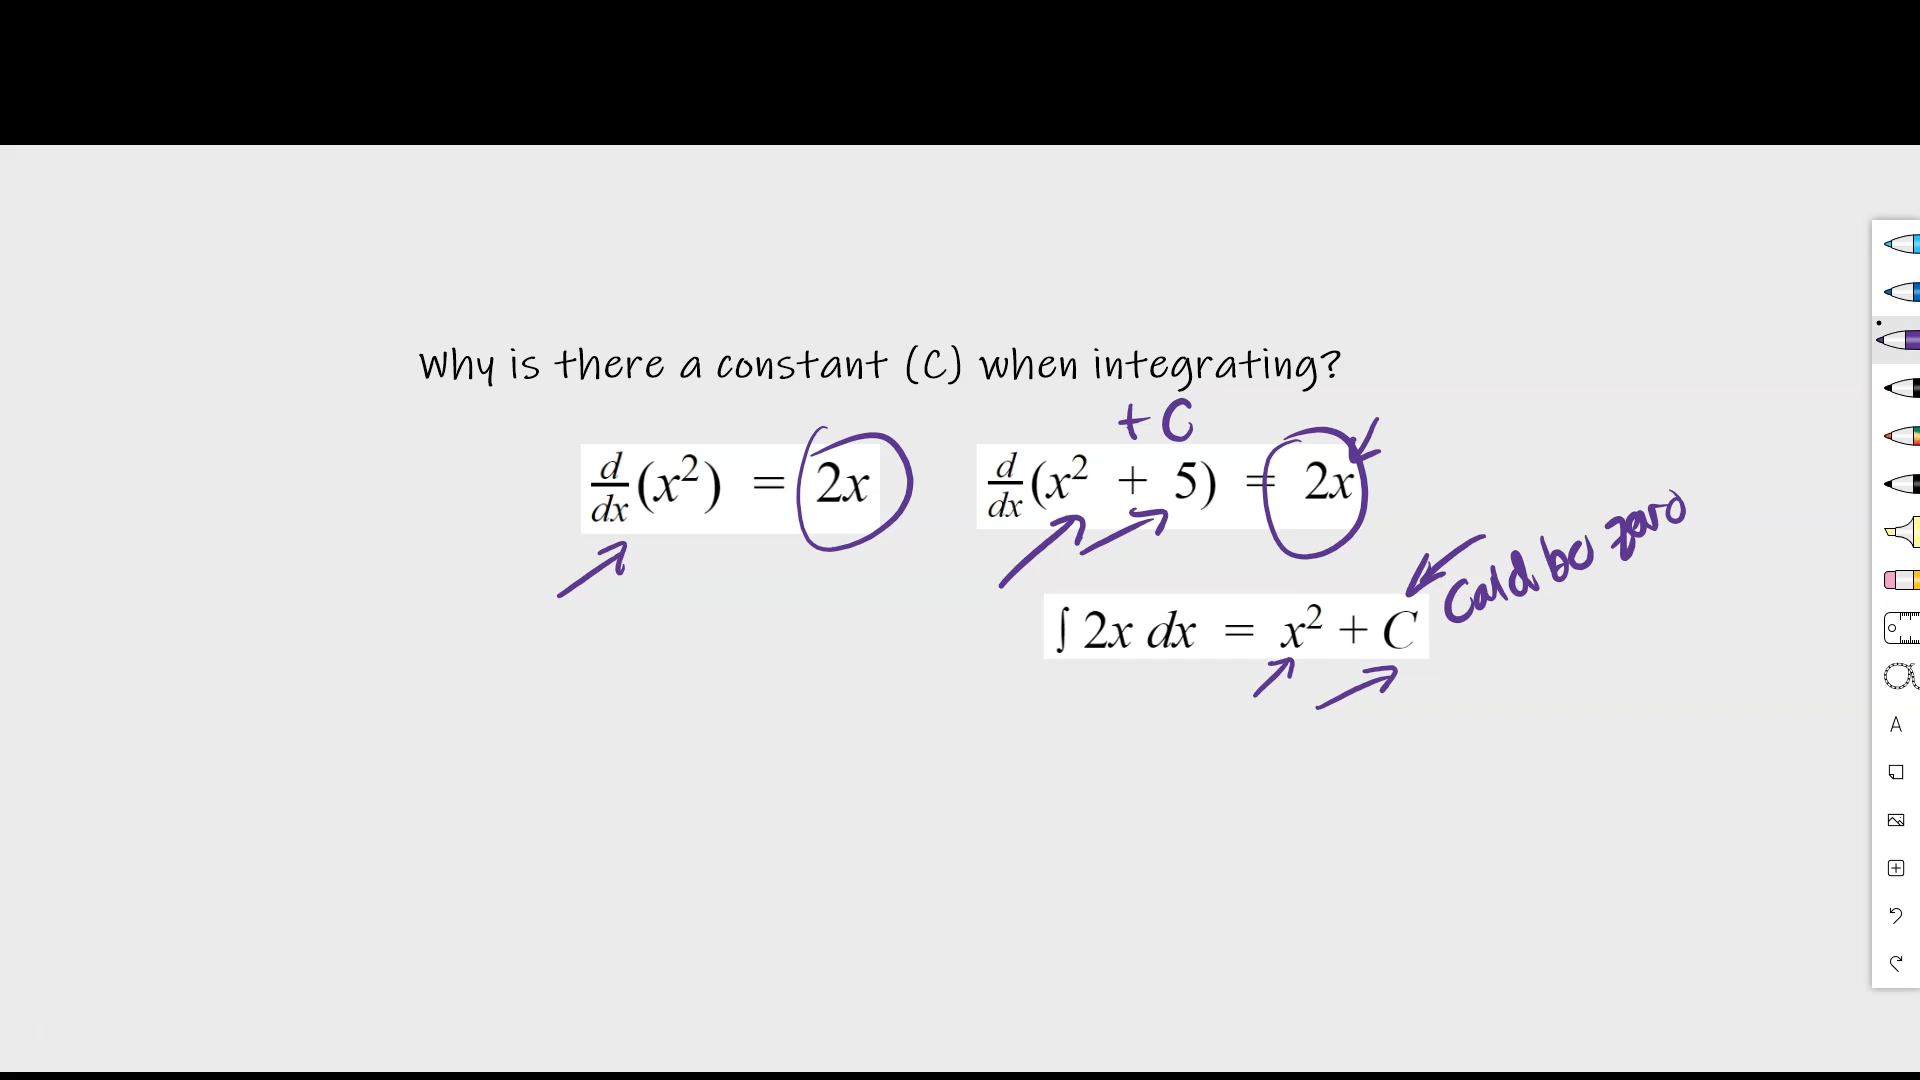 Why is there a constant (C) when integrating?
+ C
d/dx (x²) = 2x
d/dx (x² + 5) = 2x
could be zero
∫ 2x dx = x² + C
A